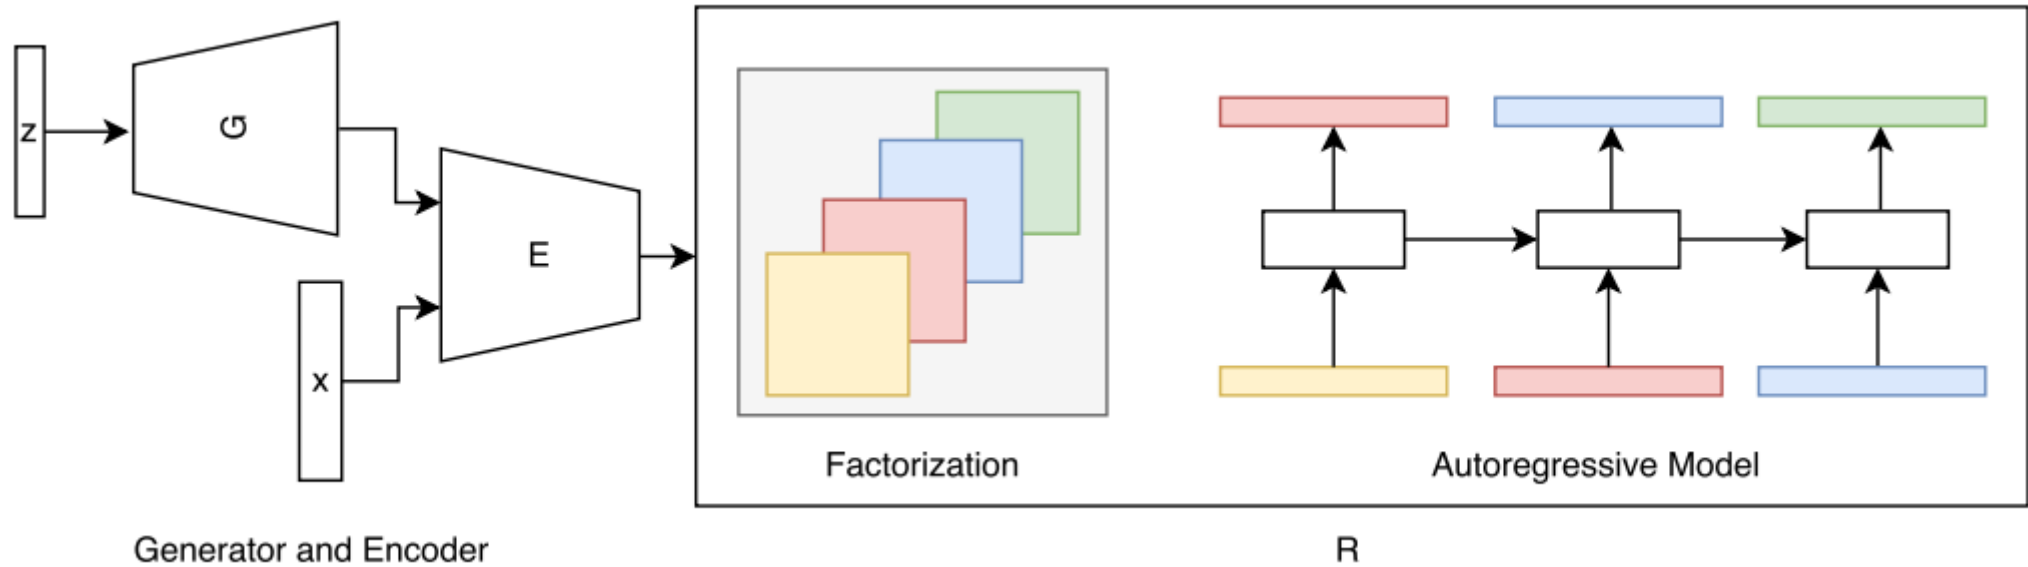 z
G
E
x
Factorization
Autoregressive Model
Generator and Encoder
R